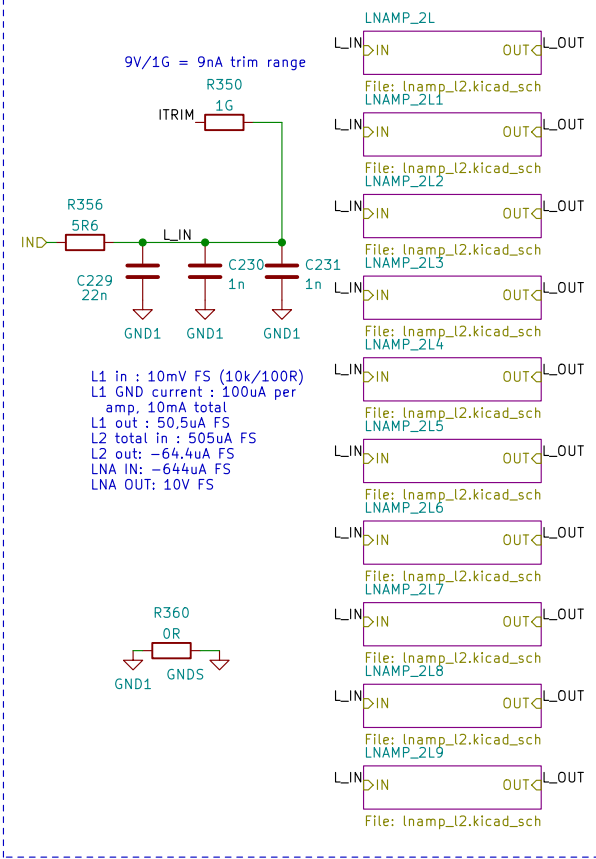 9V/1G = 9nA trim range
R350
1G
ITRIM
R356
5R6
IN
L_IN
C229
22n
C230
1n
C231
1n
GND1
GND1
GND1
L1 in : 10mV FS (10k/100R)
L1 GND current : 100uA per
amp, 10mA total
L1 out : 50,5uA FS
L2 total in : 505uA FS
L2 out: -64.4uA FS
LNA IN: -644uA FS
LNA OUT: 10V FS
R360
0R
GND1
GNDS
LNAMP_2L
L_IN
IN
OUT
L_OUT
File: lnamp_l2.kicad_sch
LNAMP_2L1
L_IN
IN
OUT
L_OUT
File: lnamp_l2.kicad_sch
LNAMP_2L2
L_IN
IN
OUT
L_OUT
File: lnamp_l2.kicad_sch
LNAMP_2L3
L_IN
IN
OUT
L_OUT
File: lnamp_l2.kicad_sch
LNAMP_2L4
L_IN
IN
OUT
L_OUT
File: lnamp_l2.kicad_sch
LNAMP_2L5
L_IN
IN
OUT
L_OUT
File: lnamp_l2.kicad_sch
LNAMP_2L6
L_IN
IN
OUT
L_OUT
File: lnamp_l2.kicad_sch
LNAMP_2L7
L_IN
IN
OUT
L_OUT
File: lnamp_l2.kicad_sch
LNAMP_2L8
L_IN
IN
OUT
L_OUT
File: lnamp_l2.kicad_sch
LNAMP_2L9
L_IN
IN
OUT
L_OUT
File: lnamp_l2.kicad_sch